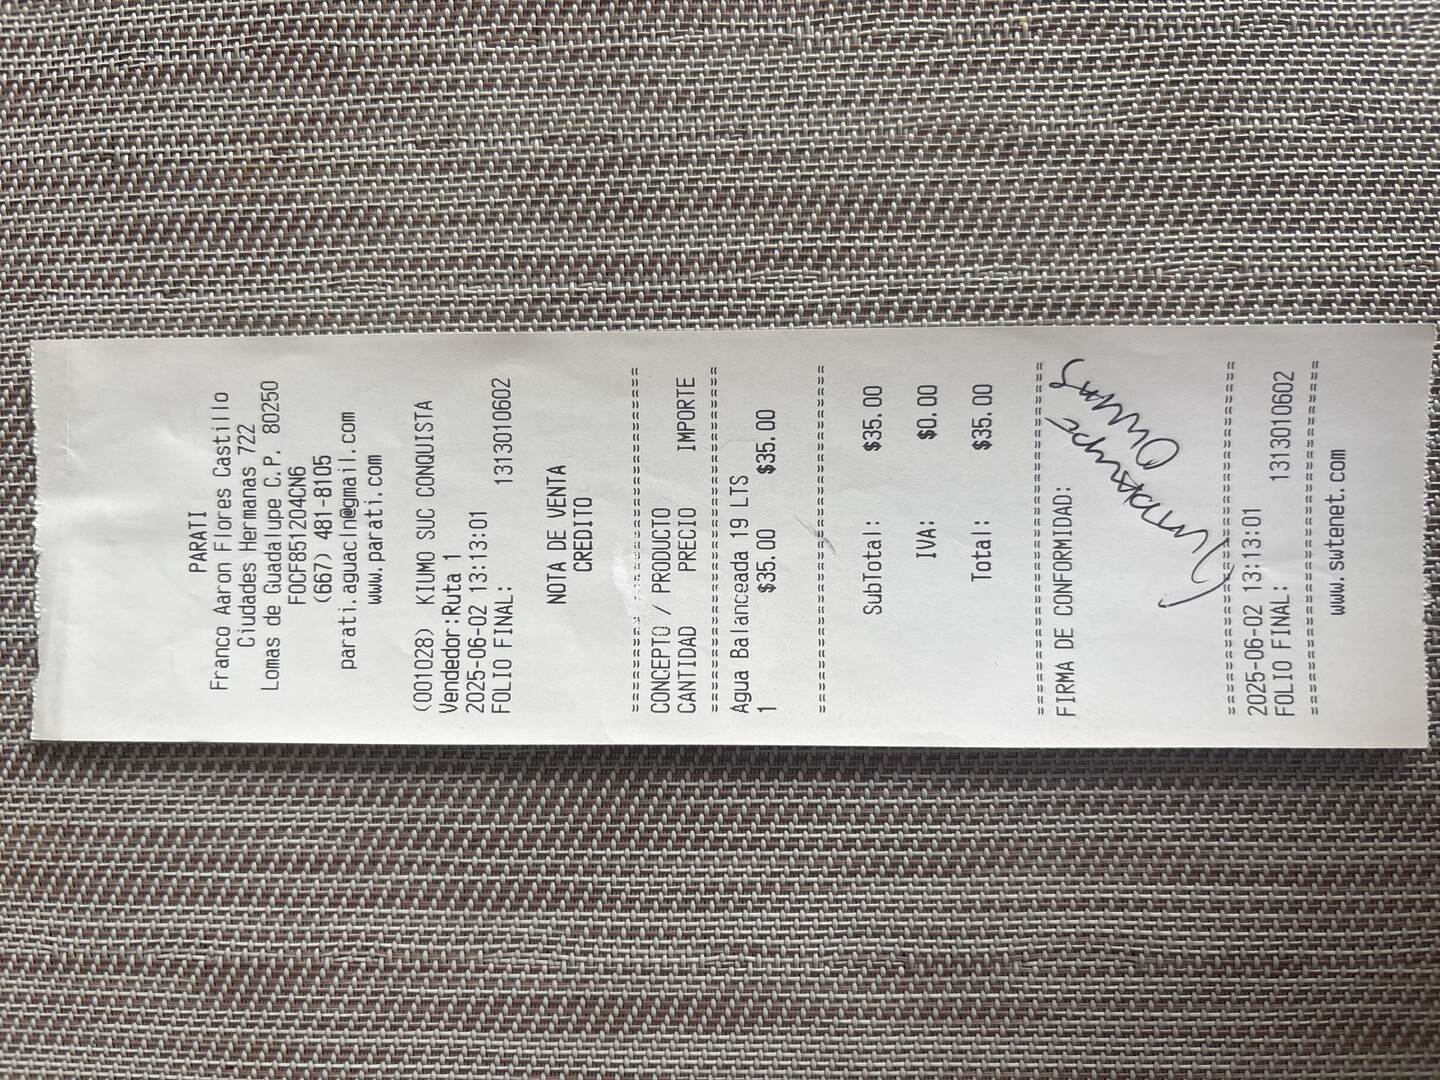 PARATI
Franco Aaron Flores Castillo
Ciudades Hermanas 722
Lomas de Guadalupe C.P. 80250
FOCF851204CN6
(667) 481-8105
parati.aguacln@gmail.com
www.parati.com
(001028) KIUMO SUC CONQUISTA
Vendedor:Ruta 1
2025-06-02 13:13:01
FOLIO FINAL: 1313010602
NOTA DE VENTA
CREDITO
===================================
CONCEPTO / PRODUCTO
CANTIDAD PRECIO IMPORTE
===================================
Agua Balanceada 19 LTS
1 $35.00 $35.00
===================================
SubTotal: $35.00
IVA: $0.00
Total: $35.00
===================================
FIRMA DE CONFORMIDAD:
===================================
2025-06-02 13:13:01
FOLIO FINAL: 1313010602
===================================
www.swtenet.com